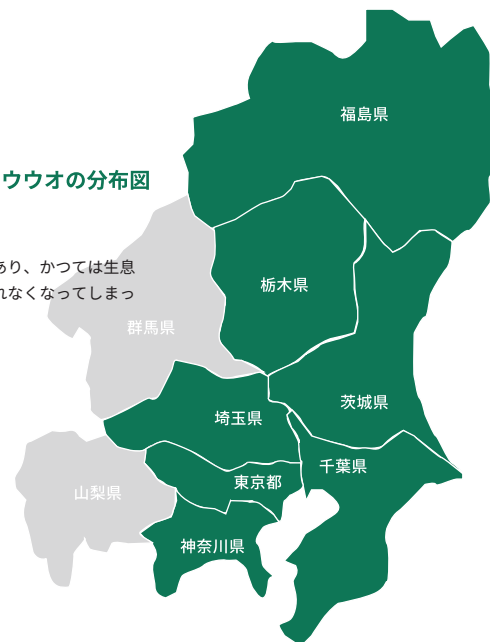 福島県
ウウオの分布図
あり、かつては生息
れなくなってしまっ
栃木県
群馬県
茨城県
埼玉県
千葉県
東京都
山梨県
神奈川県